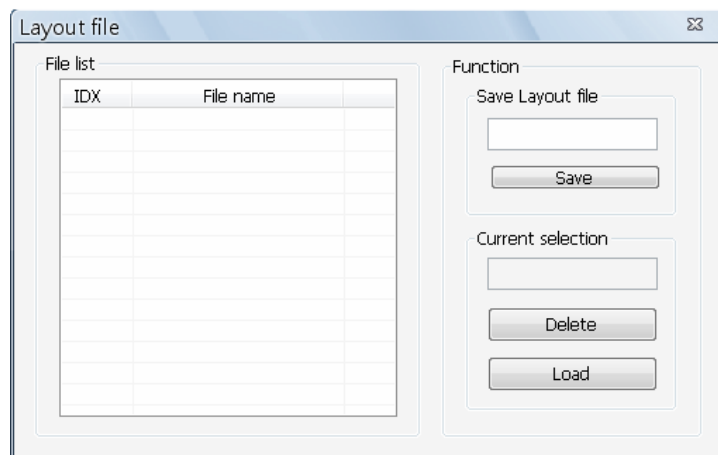 Layout file
File list
IDX File name
Function
Save Layout file
Save
Current selection
Delete
Load